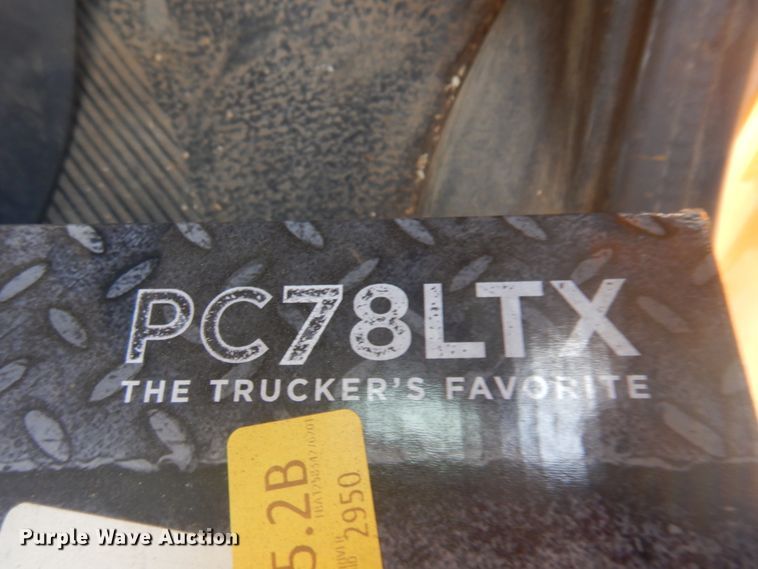 PC78LTX
THE TRUCKER'S FAVORITE
5.2B
2950
Purple Wave Auction